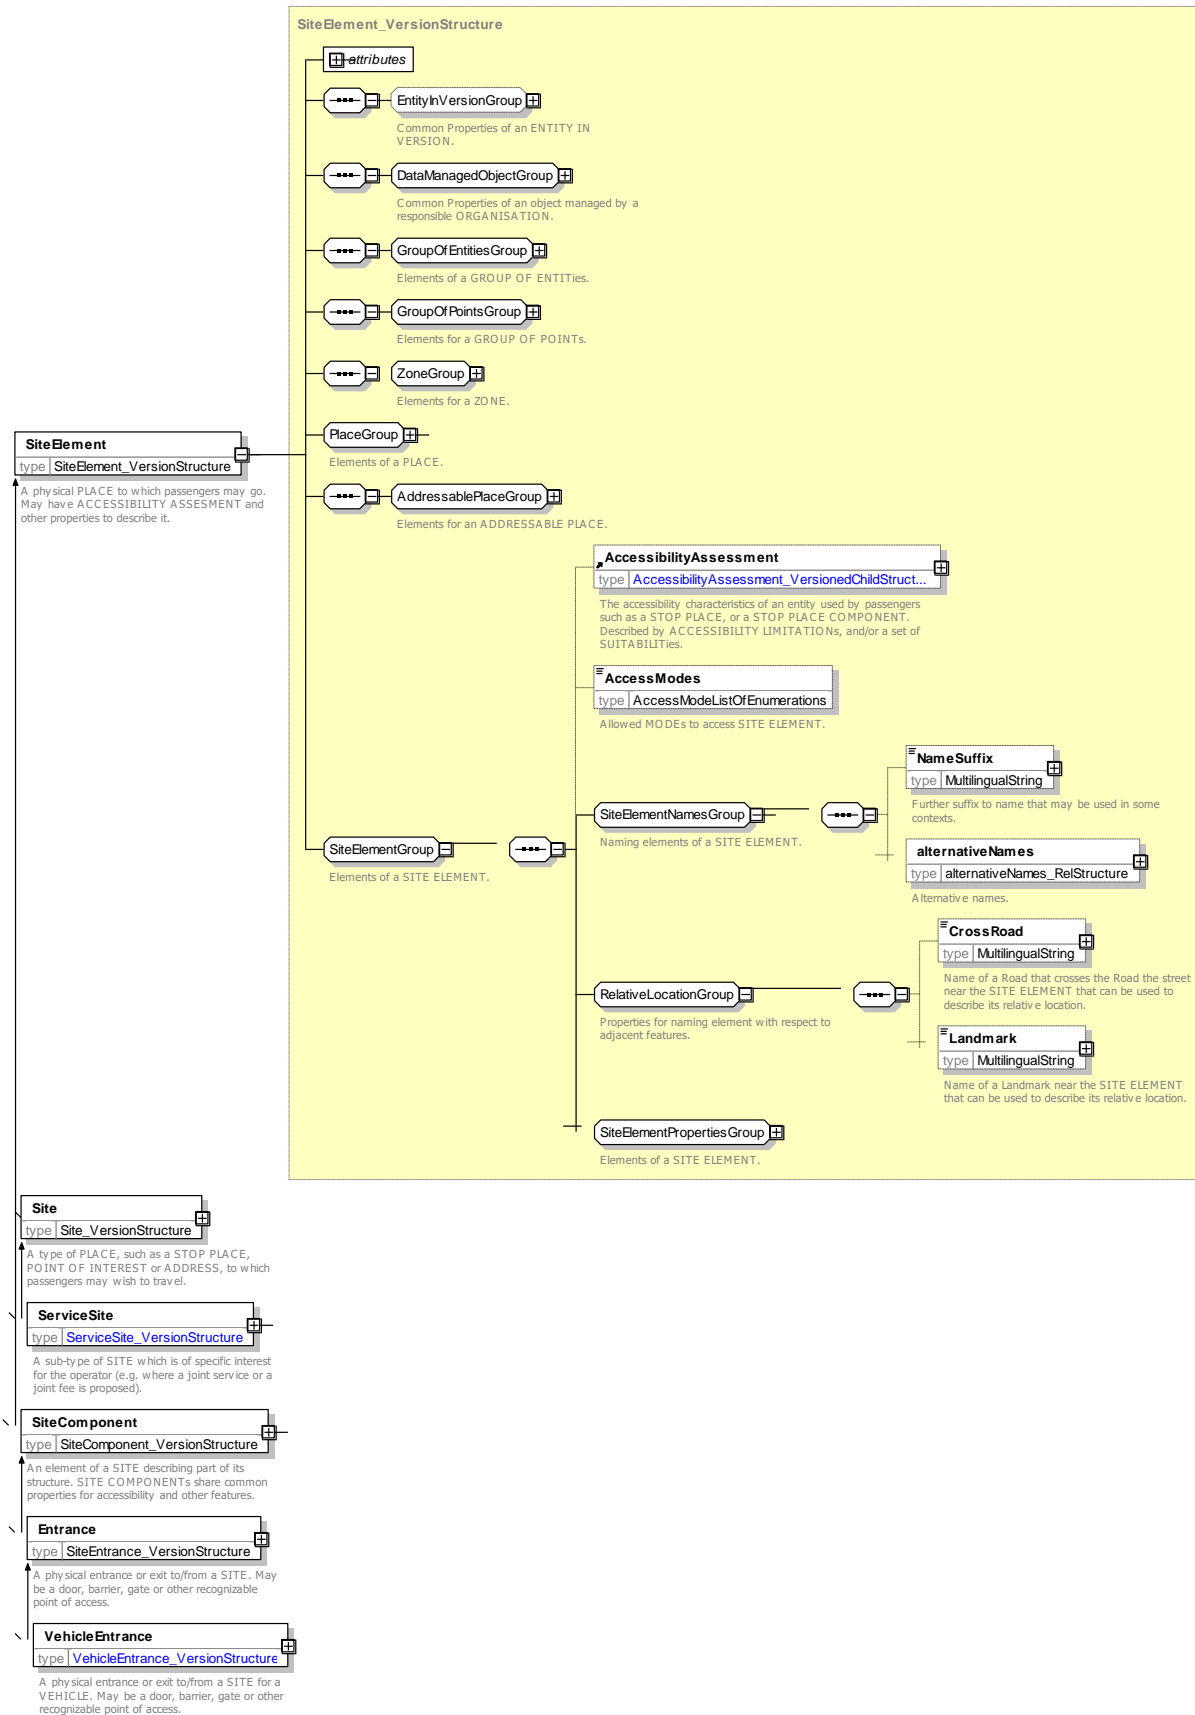 SiteElement_VersionStructure
attributes
EntityInVersionGroup
Common Properties of an ENTITY IN
VERSION.
DataManagedObjectGroup
Common Properties of an object managed by a
responsible ORGANISATION.
GroupOfEntitiesGroup
Elements of a GROUP OF ENTITies.
GroupOfPointsGroup
Elements for a GROUP OF POINTs.
ZoneGroup
Elements for a ZONE.
SiteElement
type SiteElement_VersionStructure
A physical PLACE to which passengers may go.
May have ACCESSIBILITY ASSESMENT and
other properties to describe it.
PlaceGroup
Elements of a PLACE.
AddressablePlaceGroup
Elements for an ADDRESSABLE PLACE.
AccessibilityAssessment
type AccessibilityAssessment_VersionedChildStruct...
The accessibility characteristics of an entity used by passengers
such as a STOP PLACE, or a STOP PLACE COMPONENT.
Described by ACCESSIBILITY LIMITATIONs, and/or a set of
SUITABILITies.
AccessModes
type AccessModeListOfEnumerations
Allowed MODEs to access SITE ELEMENT.
NameSuffix
type MultilingualString
Further suffix to name that may be used in some
contexts.
SiteElementNamesGroup
Naming elements of a SITE ELEMENT.
alternativeNames
type alternativeNames_RelStructure
Alternative names.
SiteElementGroup
Elements of a SITE ELEMENT.
CrossRoad
type MultilingualString
Name of a Road that crosses the Road the street
near the SITE ELEMENT that can be used to
describe its relative location.
RelativeLocationGroup
Properties for naming element with respect to
adjacent features.
Landmark
type MultilingualString
Name of a Landmark near the SITE ELEMENT
that can be used to describe its relative location.
SiteElementPropertiesGroup
Elements of a SITE ELEMENT.
Site
type Site_VersionStructure
A type of PLACE, such as a STOP PLACE,
POINT OF INTEREST or ADDRESS, to which
passengers may wish to travel.
ServiceSite
type ServiceSite_VersionStructure
A sub-type of SITE which is of specific interest
for the operator (e.g. where a joint service or a
joint fee is proposed).
SiteComponent
type SiteComponent_VersionStructure
An element of a SITE describing part of its
structure. SITE COMPONENTs share common
properties for accessibility and other features.
Entrance
type SiteEntrance_VersionStructure
A physical entrance or exit to/from a SITE. May
be a door, barrier, gate or other recognizable
point of access.
VehicleEntrance
type VehicleEntrance_VersionStructure
A physical entrance or exit to/from a SITE for a
VEHICLE. May be a door, barrier, gate or other
recognizable point of access.